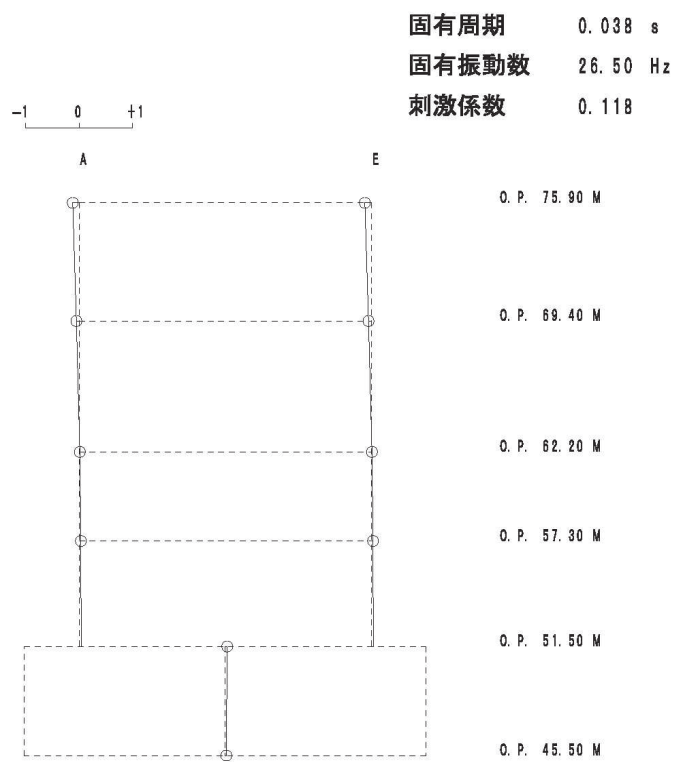 固有周期 0.038 s
固有振動数 26.50 Hz
刺激係数 0.118
-1 0 +1
A E
O.P. 75.90 M
O.P. 69.40 M
O.P. 62.20 M
O.P. 57.30 M
O.P. 51.50 M
O.P. 45.50 M